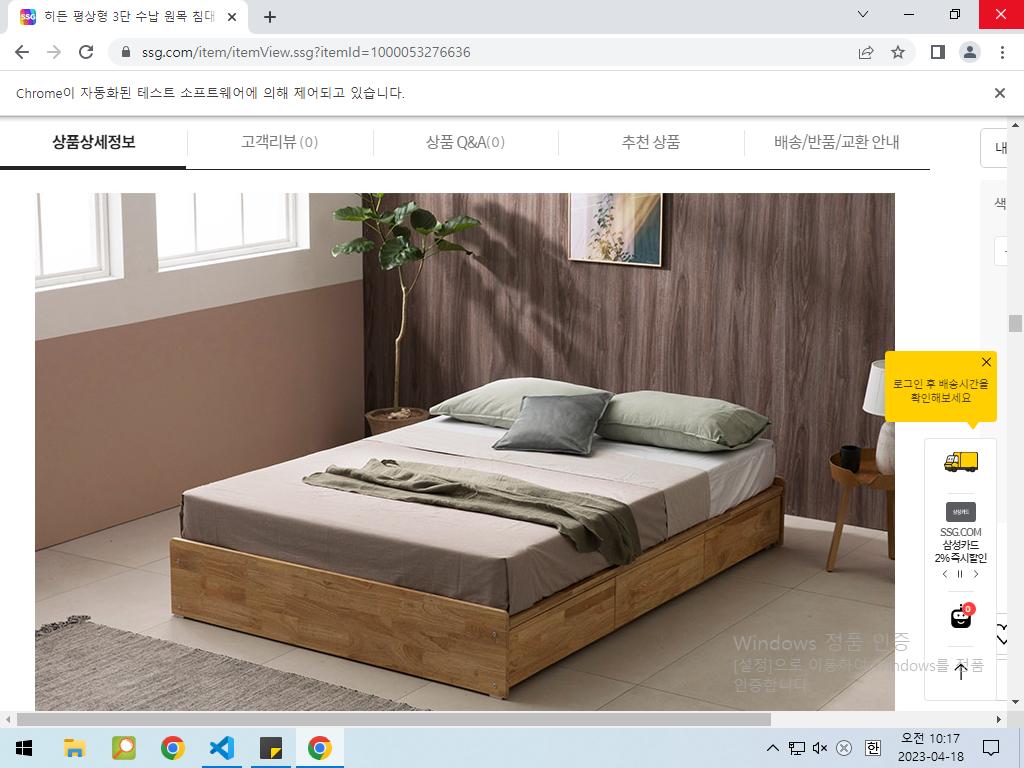 SSG
히든 평상형 3단 수납 원목 침대
ssg.com/item/itemView.ssg?itemId=1000053276636
Chrome이 자동화된 테스트 소프트웨어에 의해 제어되고 있습니다.
상품상세정보
고객리뷰 (0)
상품 Q&A(0)
추천 상품
배송/반품/교환 안내
내
색
로그인 후 배송시간을
확인해보세요
삼성카드
SSG.COM
삼성카드
2% 즉시할인
0
Windows 정품 인증
[설정]으로 이동하여 Windows를 정품
인증합니다.
한
오전 10:17
2023-04-18